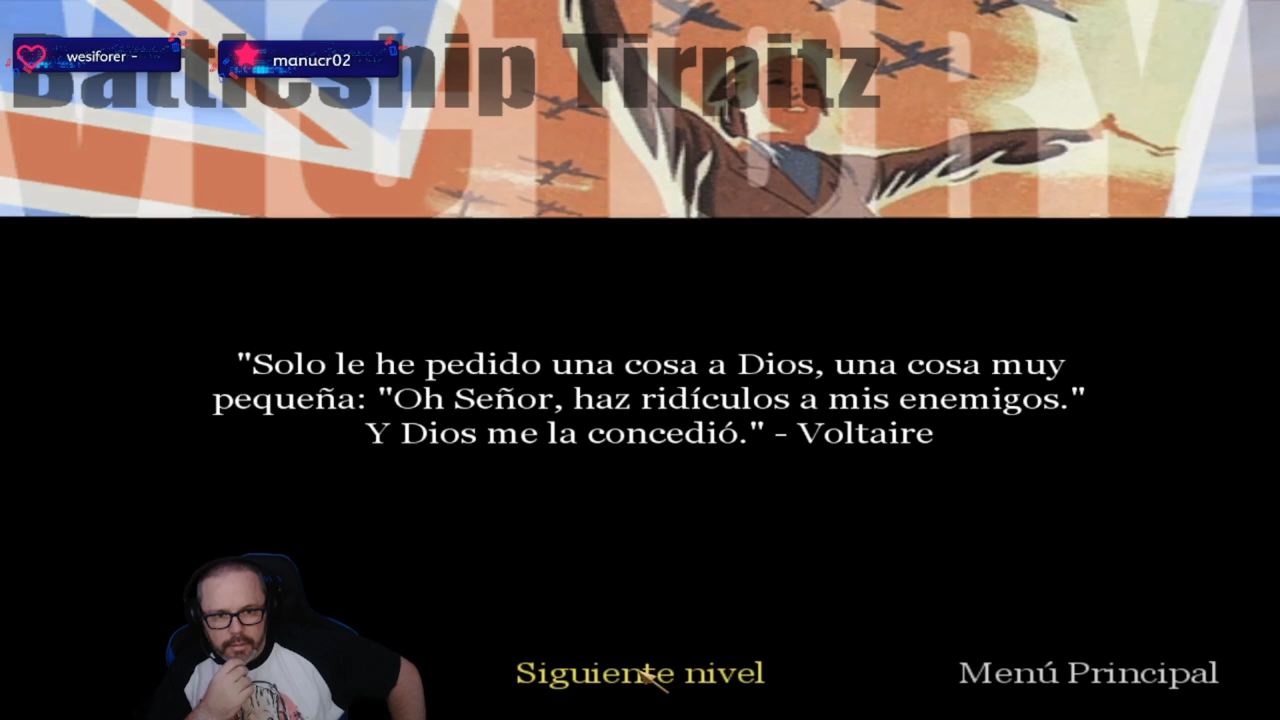 Battleship Tirpitz
wesiforer -
manucr02
VICTORY
"Solo le he pedido una cosa a Dios, una cosa muy
pequeña: "Oh Señor, haz ridículos a mis enemigos."
Y Dios me la concedió." - Voltaire
Siguiente nivel
Menú Principal